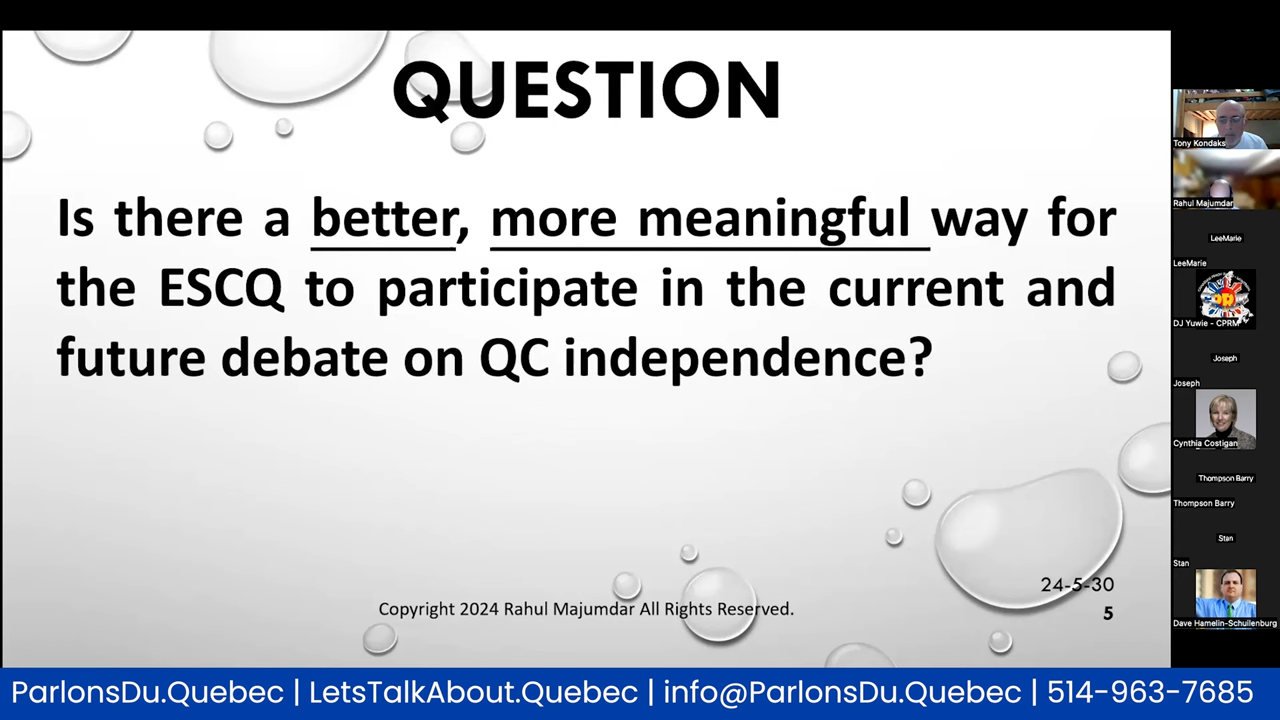 QUESTION
Is there a better, more meaningful way for
the ESCQ to participate in the current and
future debate on QC independence?
24-5-30
Copyright 2024 Rahul Majumdar All Rights Reserved.
5
Tony Kondaks
Rahul Majumdar
LeeMarie
LeeMarie
DJ Yuwie - CPRM
Joseph
Joseph
Cynthia Costigan
Thompson Barry
Thompson Barry
Stan
Stan
Dave Hamelin-Schullenburg
ParlonsDu.Quebec | LetsTalkAbout.Quebec | info@ParlonsDu.Quebec | 514-963-7685